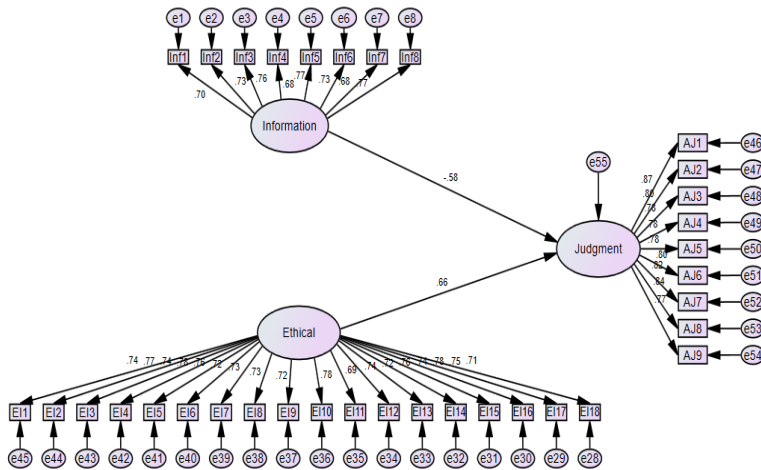 e1 e2 e3 e4 e5 e6 e7 e8
Inf1 Inf2 Inf3 Inf4 Inf5 Inf6 Inf7 Inf8
.70 .73 .76 .68 .77 .73 .68 .77
Information
-.58
e55
Judgment
.66
AJ1 e46
AJ2 e47
AJ3 e48
AJ4 e49
AJ5 e50
AJ6 e51
AJ7 e52
AJ8 e53
AJ9 e54
.87
.80
.78
.78
.78
.80
.82
.84
.77
Ethical
.74 .77 .74 .78 .76 .72 .73 .73 .72 .78 .69 .74 .72 .76 .74 .78 .75 .71
EI1 EI2 EI3 EI4 EI5 EI6 EI7 EI8 EI9 EI10 EI11 EI12 EI13 EI14 EI15 EI16 EI17 EI18
e45 e44 e43 e42 e41 e40 e39 e38 e37 e36 e35 e34 e33 e32 e31 e30 e29 e28